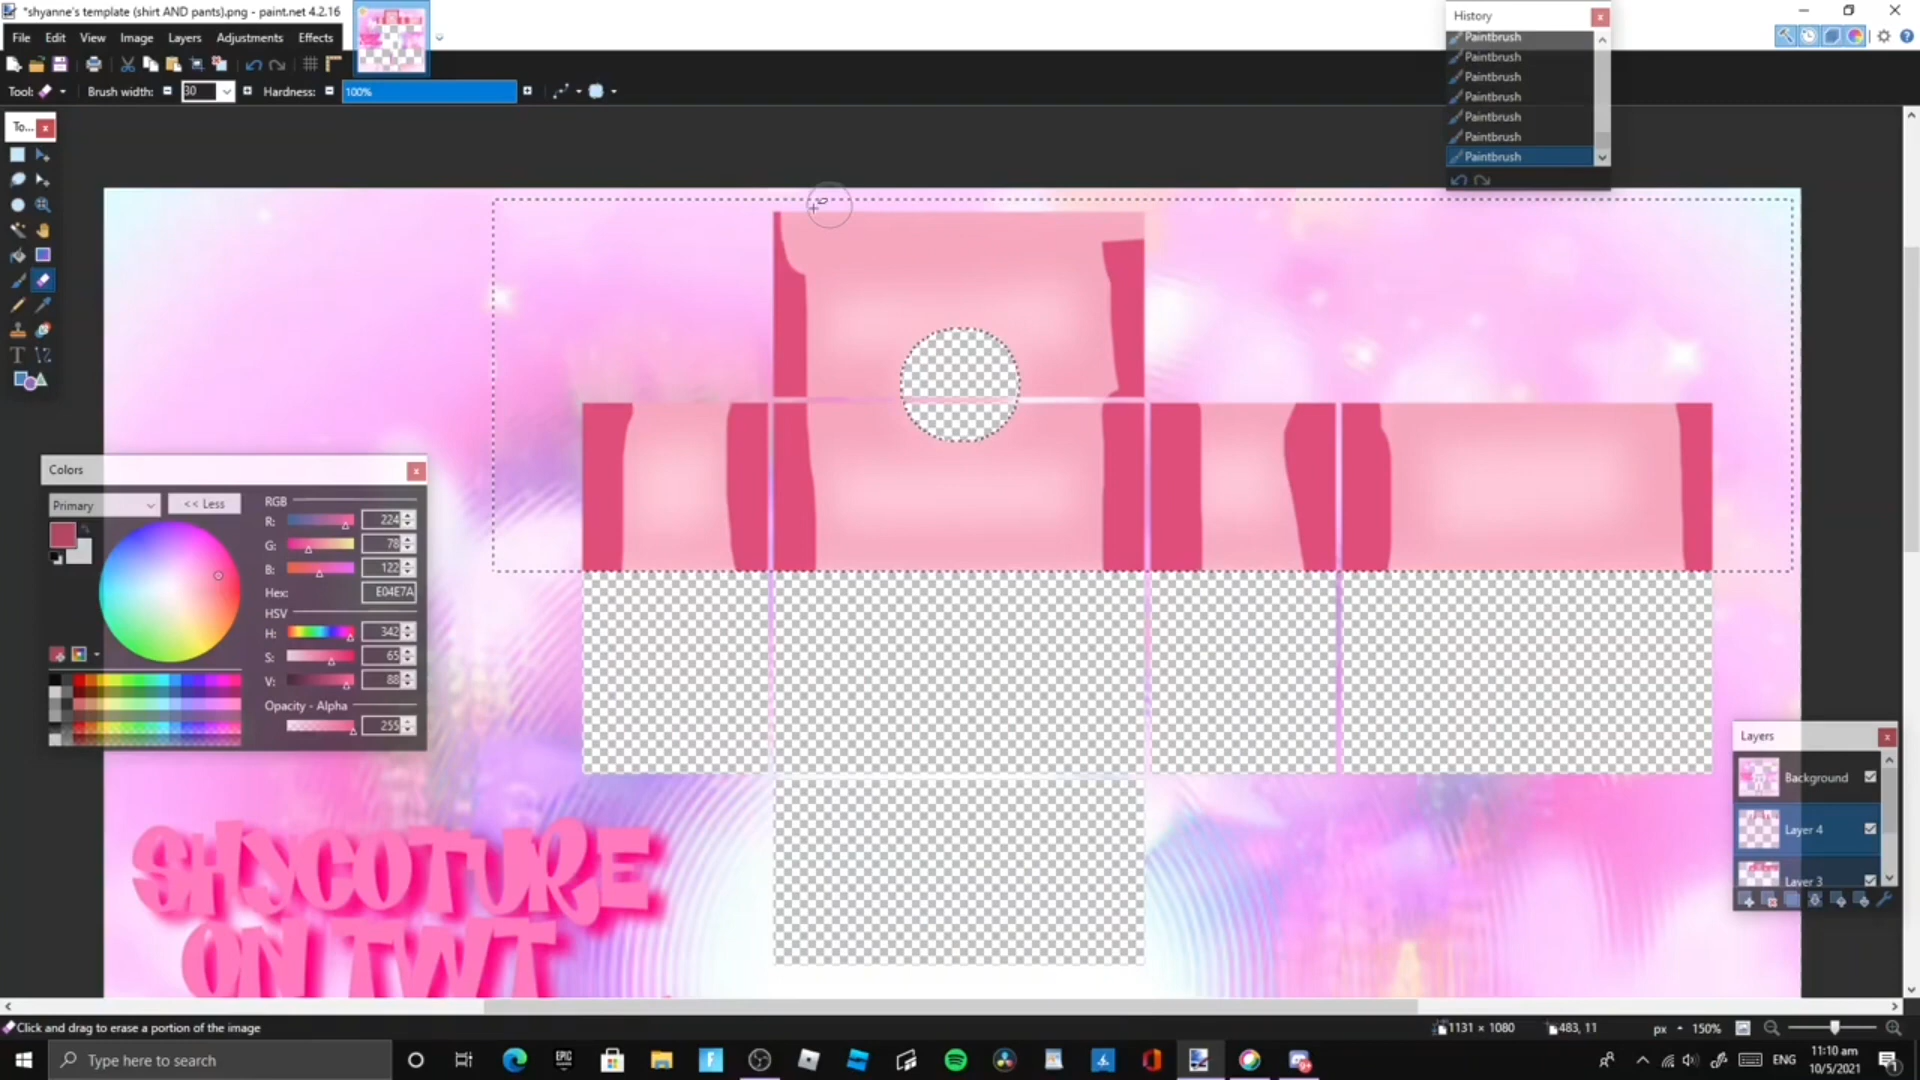 *shyanne's template (shirt AND pants).png - paint.net 4.2.16
File Edit View Image Layers Adjustments Effects
Tool: Brush width: 30 Hardness: 100%
To...
History
Paintbrush
Paintbrush
Paintbrush
Paintbrush
Paintbrush
Paintbrush
Paintbrush
Colors
Primary
<< Less
RGB
R: 224
G: 78
B: 122
Hex: E04E7A
HSV
H: 342
S: 65
V: 88
Opacity - Alpha
255
Layers
Background
Layer 4
Layer 3
SHYCOTURE
ON TWT
Click and drag to erase a portion of the image
1131 × 1080
483, 11
px
150%
Type here to search
EPIC GAMES
ENG
11:10 am
10/5/2021